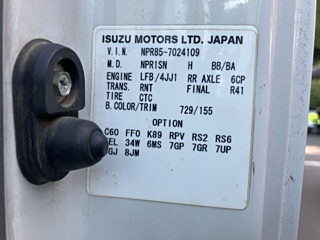 ISUZU MOTORS LTD. JAPAN
V.I.N. NPR85-7024109
M.D. NPR1SN H BB/BA
ENGINE LFB/4JJ1 RR AXLE 6CP
TRANS. RNT FINAL R41
TIRE CTC
B.COLOR/TRIM 729/155
OPTION
C60 FF0 K89 RPV RS2 RS6
EL 34W 6MS 7GP 7GR 7UP
GJ 8JM